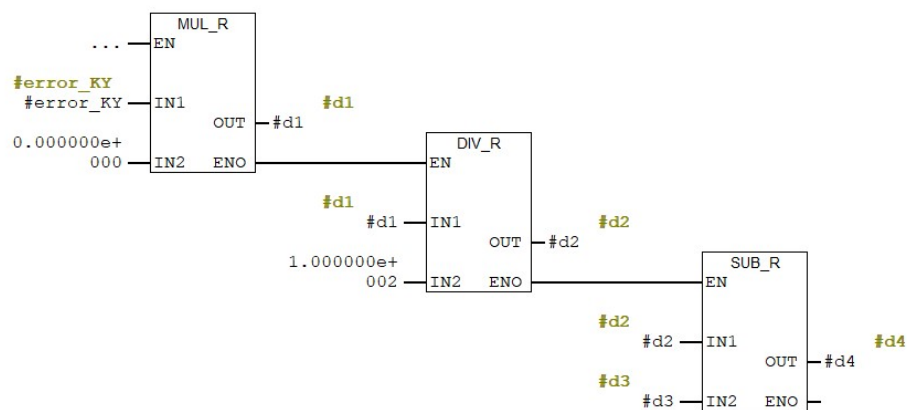 MUL_R
... EN
#error_KY
#error_KY IN1
#d1
OUT #d1
0.000000e+
000 IN2 ENO
DIV_R
EN
#d1
#d1 IN1
#d2
OUT #d2
1.000000e+
002 IN2 ENO
SUB_R
EN
#d2
#d2 IN1
#d4
OUT #d4
#d3
#d3 IN2 ENO